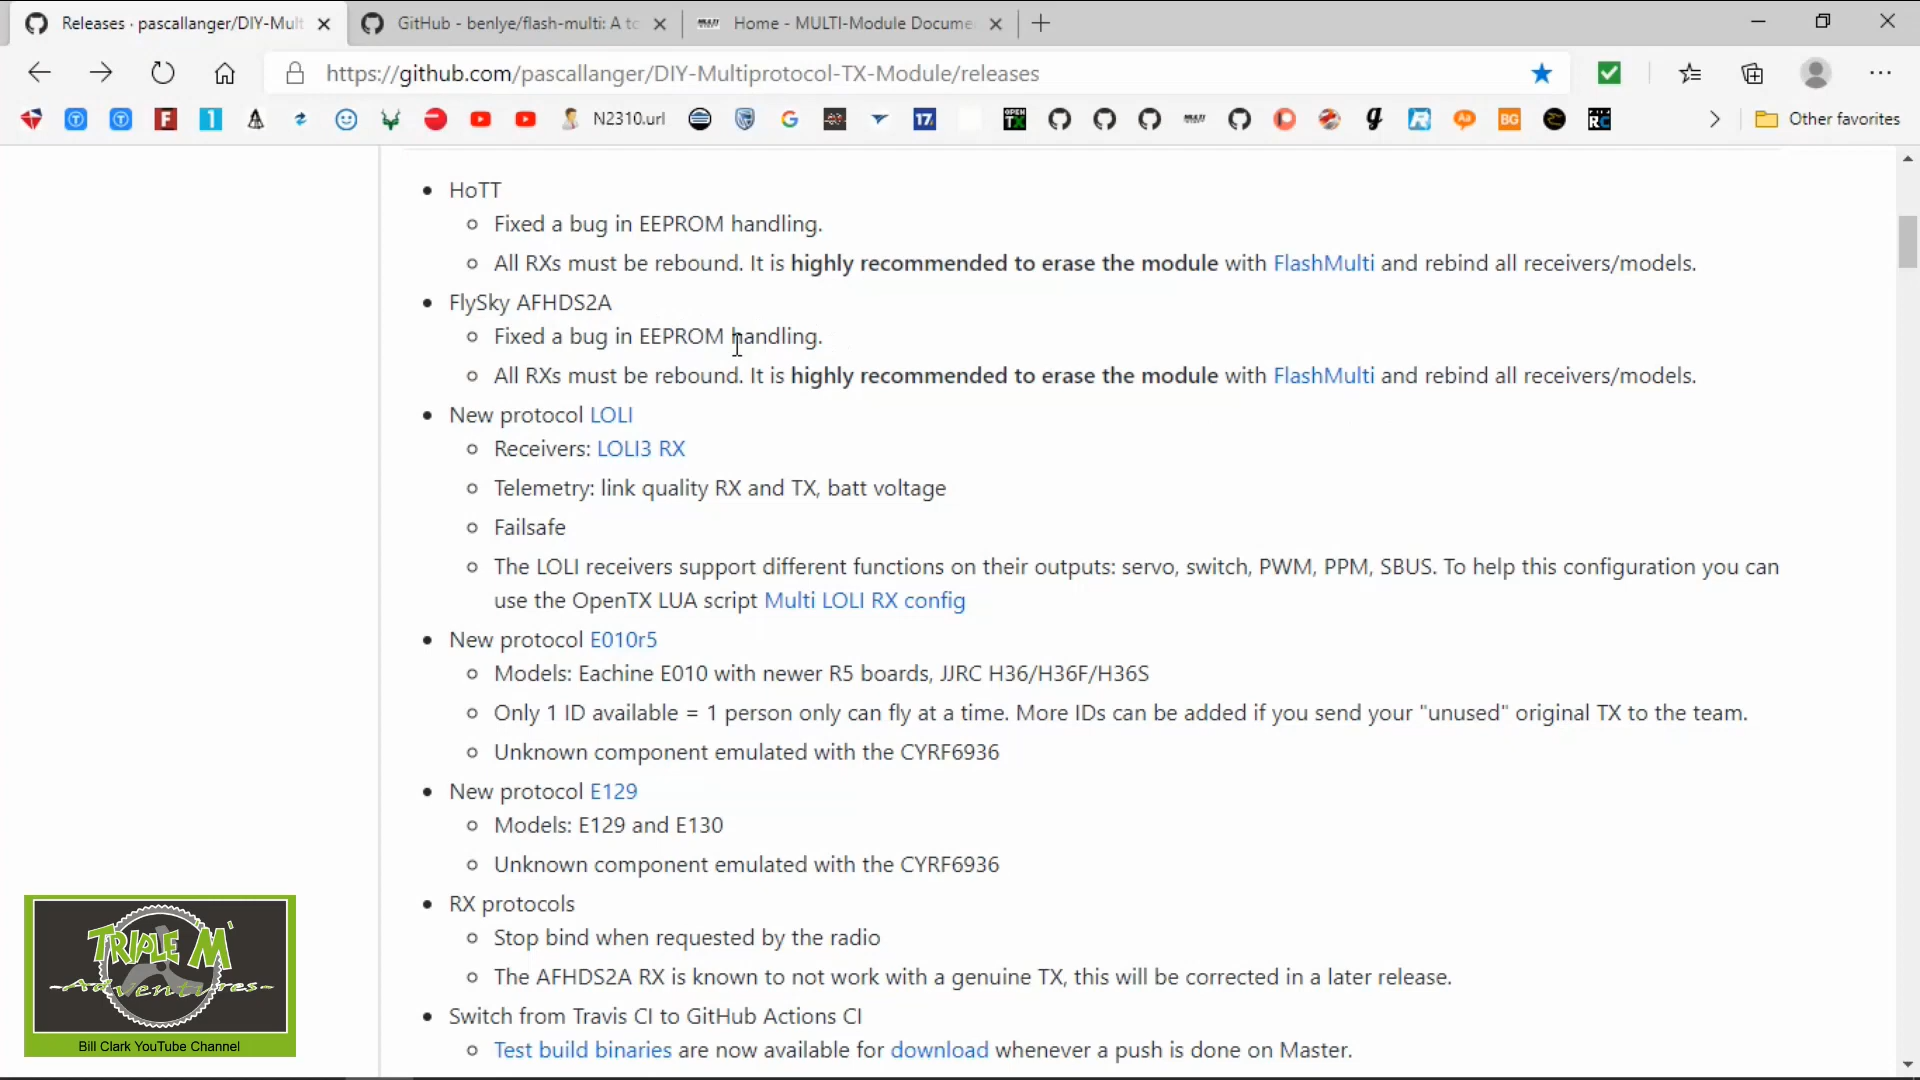 Releases · pascallanger/DIY-Mult
GitHub - benlye/flash-multi: A to
Home - MULTI-Module Docume
https://github.com/pascallanger/DIY-Multiprotocol-TX-Module/releases
N2310.url
Other favorites
HoTT
Fixed a bug in EEPROM handling.
All RXs must be rebound. It is highly recommended to erase the module with FlashMulti and rebind all receivers/models.
FlySky AFHDS2A
Fixed a bug in EEPROM handling.
All RXs must be rebound. It is highly recommended to erase the module with FlashMulti and rebind all receivers/models.
New protocol LOLI
Receivers: LOLI3 RX
Telemetry: link quality RX and TX, batt voltage
Failsafe
The LOLI receivers support different functions on their outputs: servo, switch, PWM, PPM, SBUS. To help this configuration you can
use the OpenTX LUA script Multi LOLI RX config
New protocol E010r5
Models: Eachine E010 with newer R5 boards, JJRC H36/H36F/H36S
Only 1 ID available = 1 person only can fly at a time. More IDs can be added if you send your "unused" original TX to the team.
Unknown component emulated with the CYRF6936
New protocol E129
Models: E129 and E130
Unknown component emulated with the CYRF6936
RX protocols
Stop bind when requested by the radio
The AFHDS2A RX is known to not work with a genuine TX, this will be corrected in a later release.
Switch from Travis CI to GitHub Actions CI
Test build binaries are now available for download whenever a push is done on Master.
TRIPLE M'
-Adventures-
Bill Clark YouTube Channel